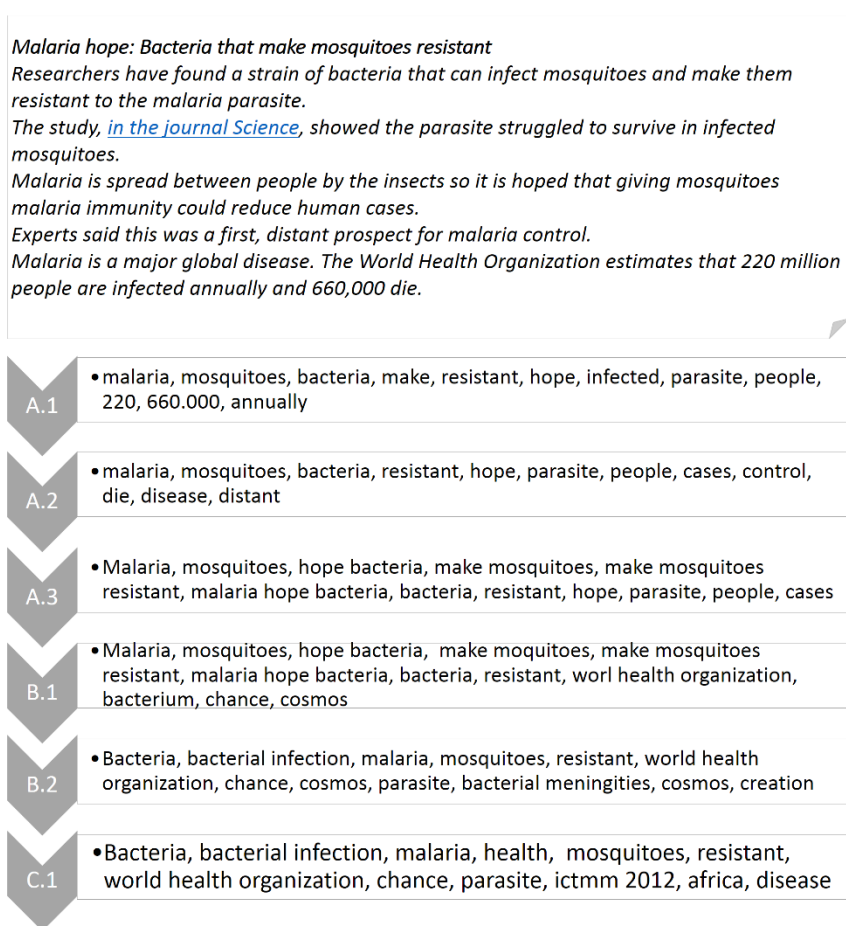 Malaria hope: Bacteria that make mosquitoes resistant
Researchers have found a strain of bacteria that can infect mosquitoes and make them
resistant to the malaria parasite.
The study, in the journal Science, showed the parasite struggled to survive in infected
mosquitoes.
Malaria is spread between people by the insects so it is hoped that giving mosquitoes
malaria immunity could reduce human cases.
Experts said this was a first, distant prospect for malaria control.
Malaria is a major global disease. The World Health Organization estimates that 220 million
people are infected annually and 660,000 die.
A.1
•malaria, mosquitoes, bacteria, make, resistant, hope, infected, parasite, people,
220, 660.000, annually
A.2
•malaria, mosquitoes, bacteria, resistant, hope, parasite, people, cases, control,
die, disease, distant
A.3
•Malaria, mosquitoes, hope bacteria, make mosquitoes, make mosquitoes
resistant, malaria hope bacteria, bacteria, resistant, hope, parasite, people, cases
B.1
•Malaria, mosquitoes, hope bacteria,  make moquitoes, make mosquitoes
resistant, malaria hope bacteria, bacteria, resistant, worl health organization,
bacterium, chance, cosmos
B.2
•Bacteria, bacterial infection, malaria, mosquitoes, resistant, world health
organization, chance, cosmos, parasite, bacterial meningities, cosmos, creation
C.1
•Bacteria, bacterial infection, malaria, health,  mosquitoes, resistant,
world health organization, chance, parasite, ictmm 2012, africa, disease